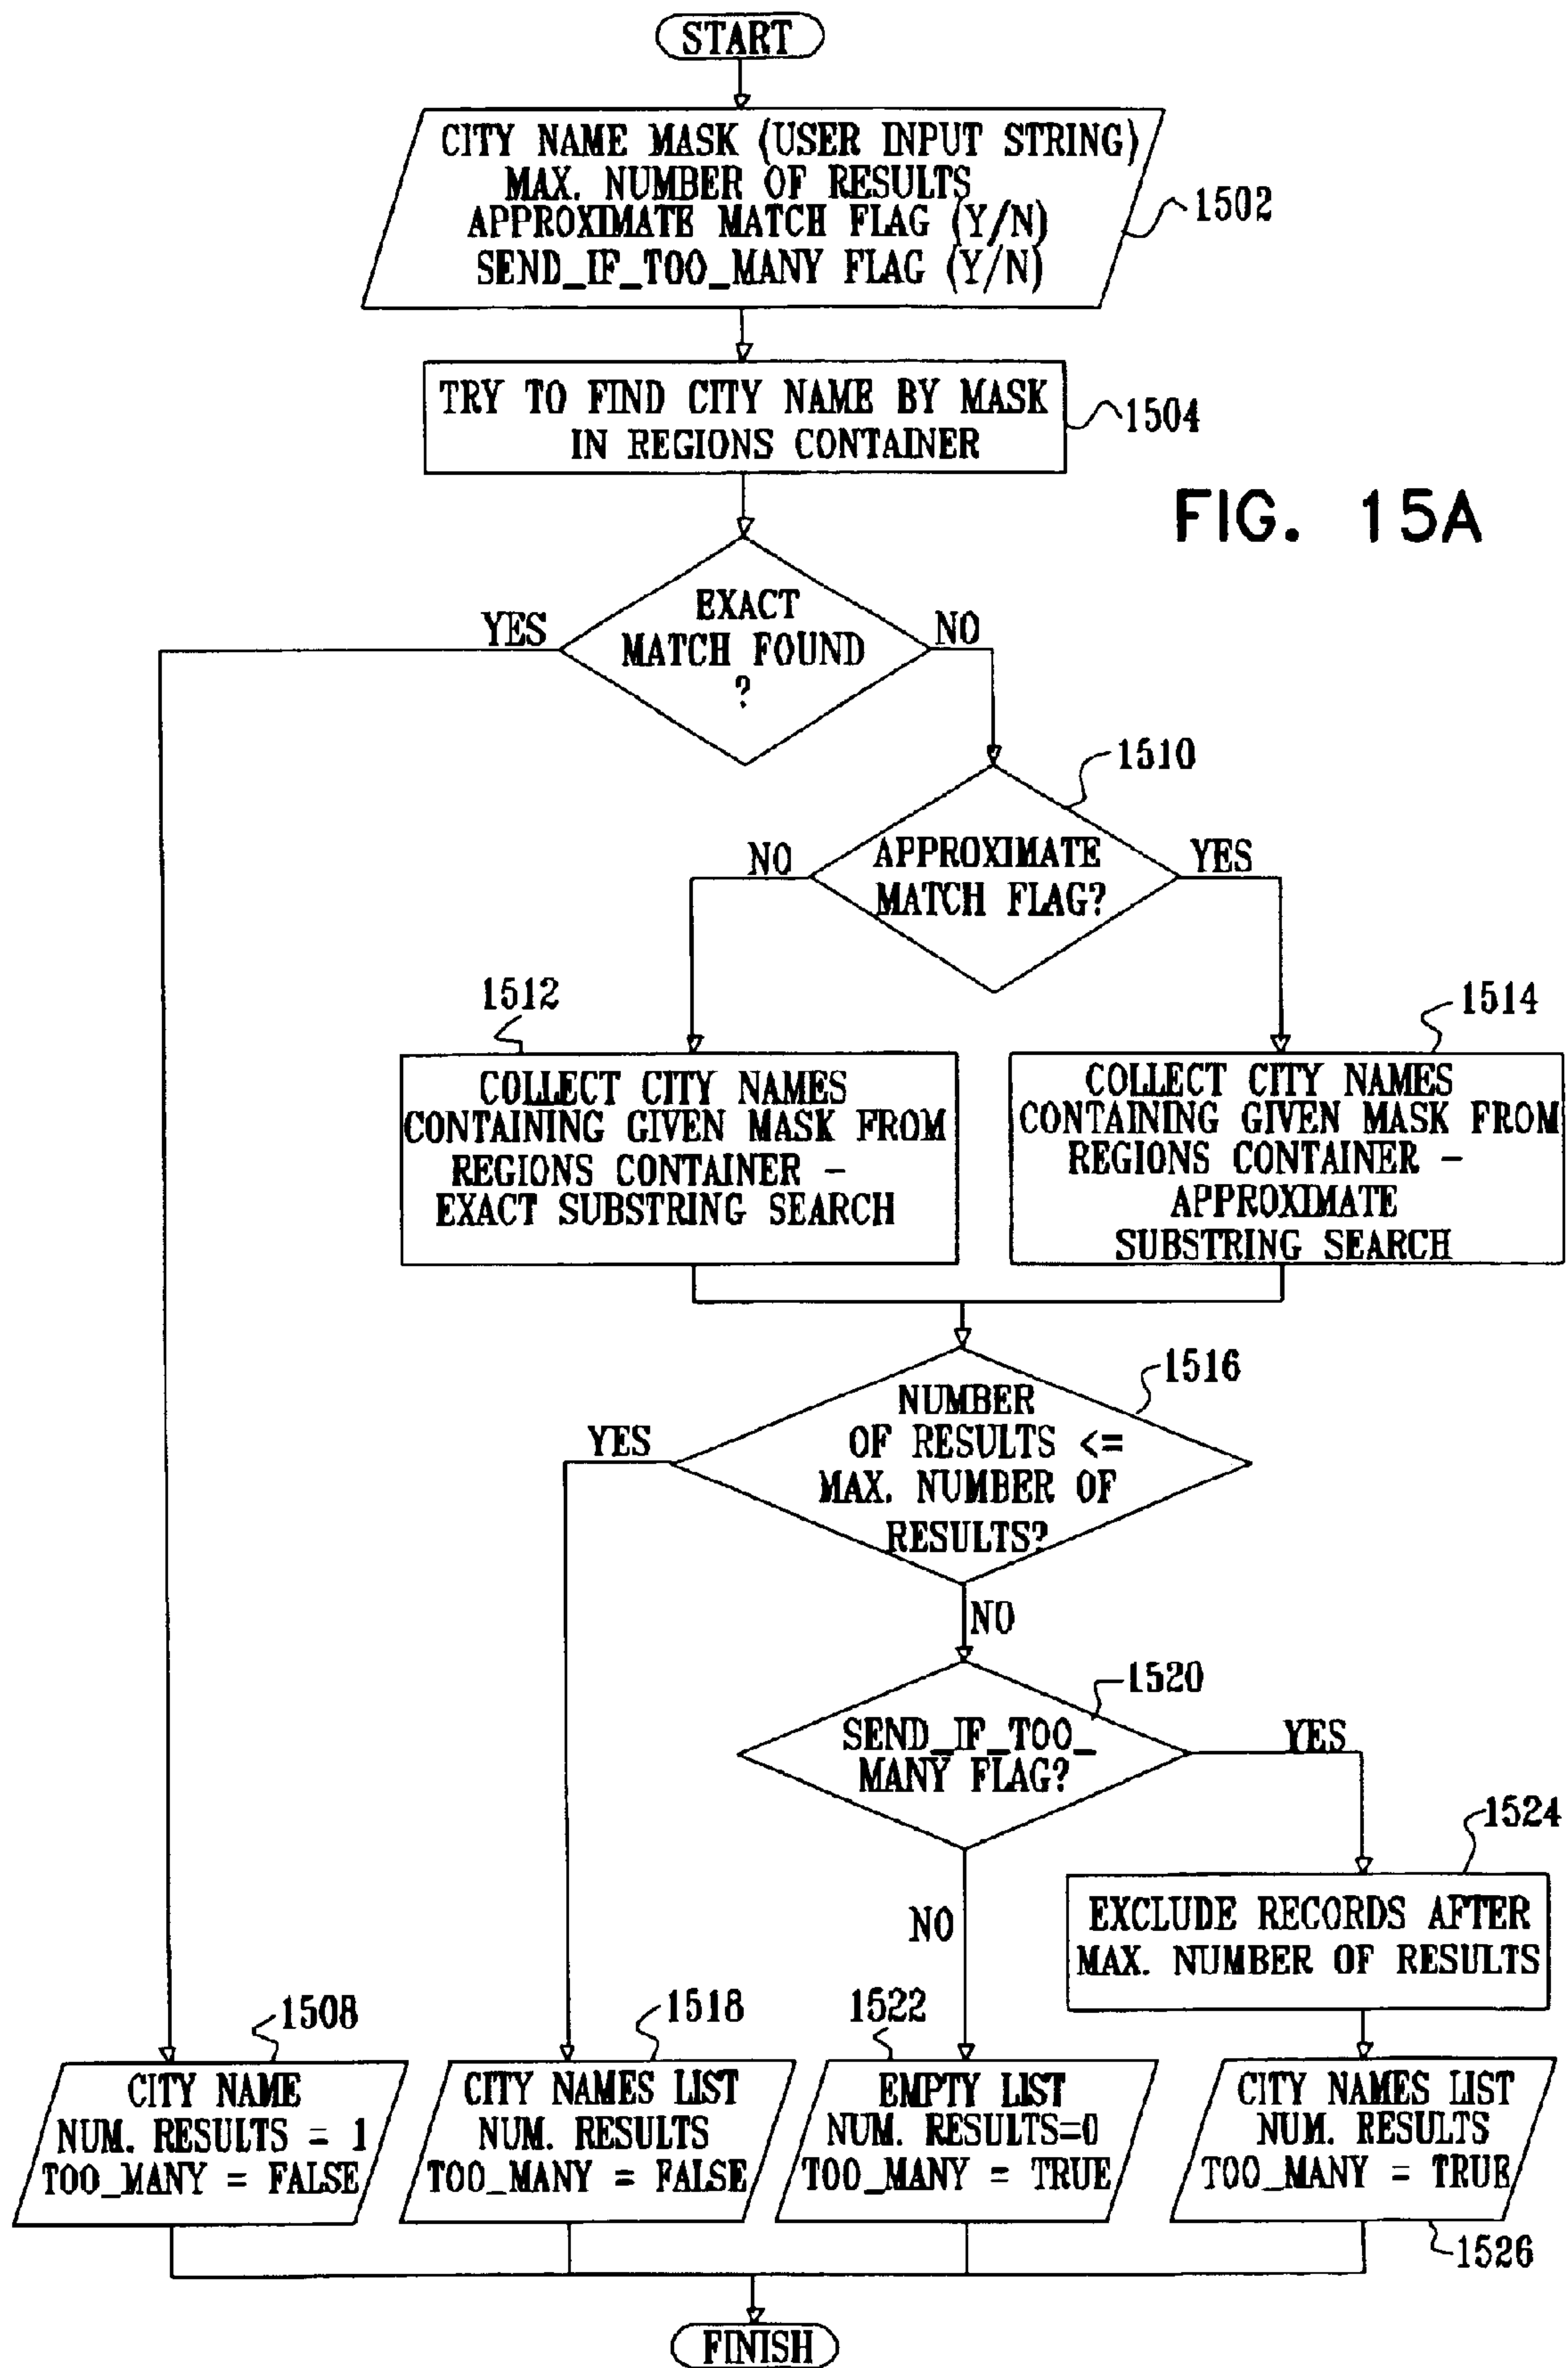 START
CITY NAME MASK (USER INPUT STRING)
MAX. NUMBER OF RESULTS
APPROXIMATE MATCH FLAG (Y/N)
SEND_IF_TOO_MANY FLAG (Y/N)
1502
TRY TO FIND CITY NAME BY MASK
IN REGIONS CONTAINER
1504
FIG. 15A
EXACT
MATCH FOUND
?
YES
NO
1510
APPROXIMATE
MATCH FLAG?
NO
YES
1512
COLLECT CITY NAMES
CONTAINING GIVEN MASK FROM
REGIONS CONTAINER -
EXACT SUBSTRING SEARCH
1514
COLLECT CITY NAMES
CONTAINING GIVEN MASK FROM
REGIONS CONTAINER -
APPROXIMATE
SUBSTRING SEARCH
1516
NUMBER
OF RESULTS <=
MAX. NUMBER OF
RESULTS?
YES
NO
1520
SEND_IF_TOO_
MANY FLAG?
YES
NO
1524
EXCLUDE RECORDS AFTER
MAX. NUMBER OF RESULTS
1508
CITY NAME
NUM. RESULTS = 1
TOO_MANY = FALSE
1518
CITY NAMES LIST
NUM. RESULTS
TOO_MANY = FALSE
1522
EMPTY LIST
NUM. RESULTS=0
TOO_MANY = TRUE
CITY NAMES LIST
NUM. RESULTS
TOO_MANY = TRUE
1526
FINISH